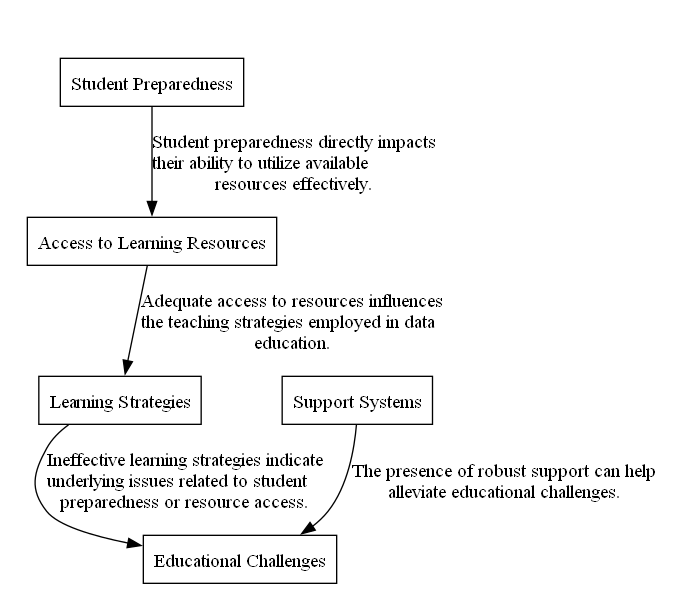 Student Preparedness
Student preparedness directly impacts
their ability to utilize available
resources effectively.
Access to Learning Resources
Adequate access to resources influences
the teaching strategies employed in data
education.
Learning Strategies
Support Systems
Ineffective learning strategies indicate
underlying issues related to student
preparedness or resource access.
The presence of robust support can help
alleviate educational challenges.
Educational Challenges